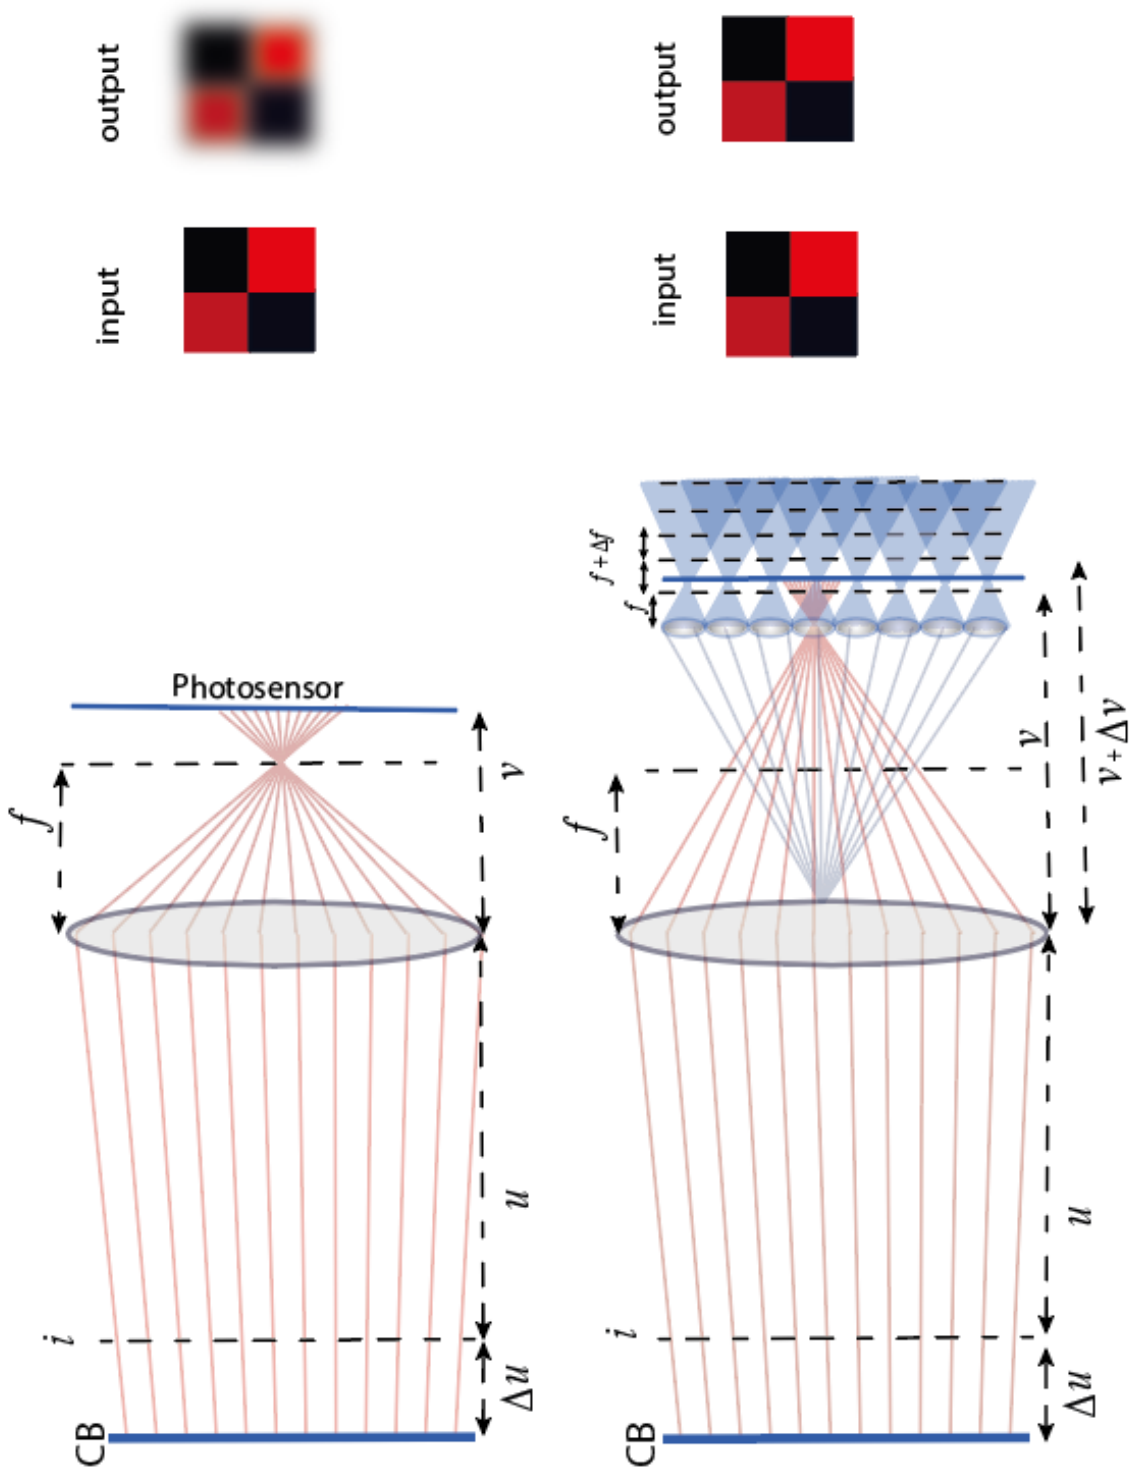 output
output
input
input
f + Δf
f
Photosensor
f
v
f
v
v + Δv
u
u
i
i
Δu
Δu
CB
CB